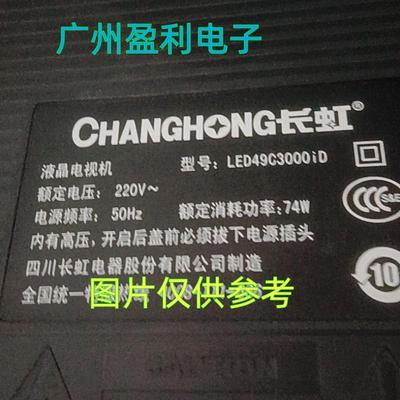 广州盈利电子
CHANGHONG长虹®
液晶电视机 型号: LED49C3000iD
额定电压: 220V~
电源频率: 50Hz 额定消耗功率: 74W
内有高压,开启后盖前必须拔下电源插头
四川长虹电器股份有限公司制造
全国统一
图片仅供参考
S&E
10